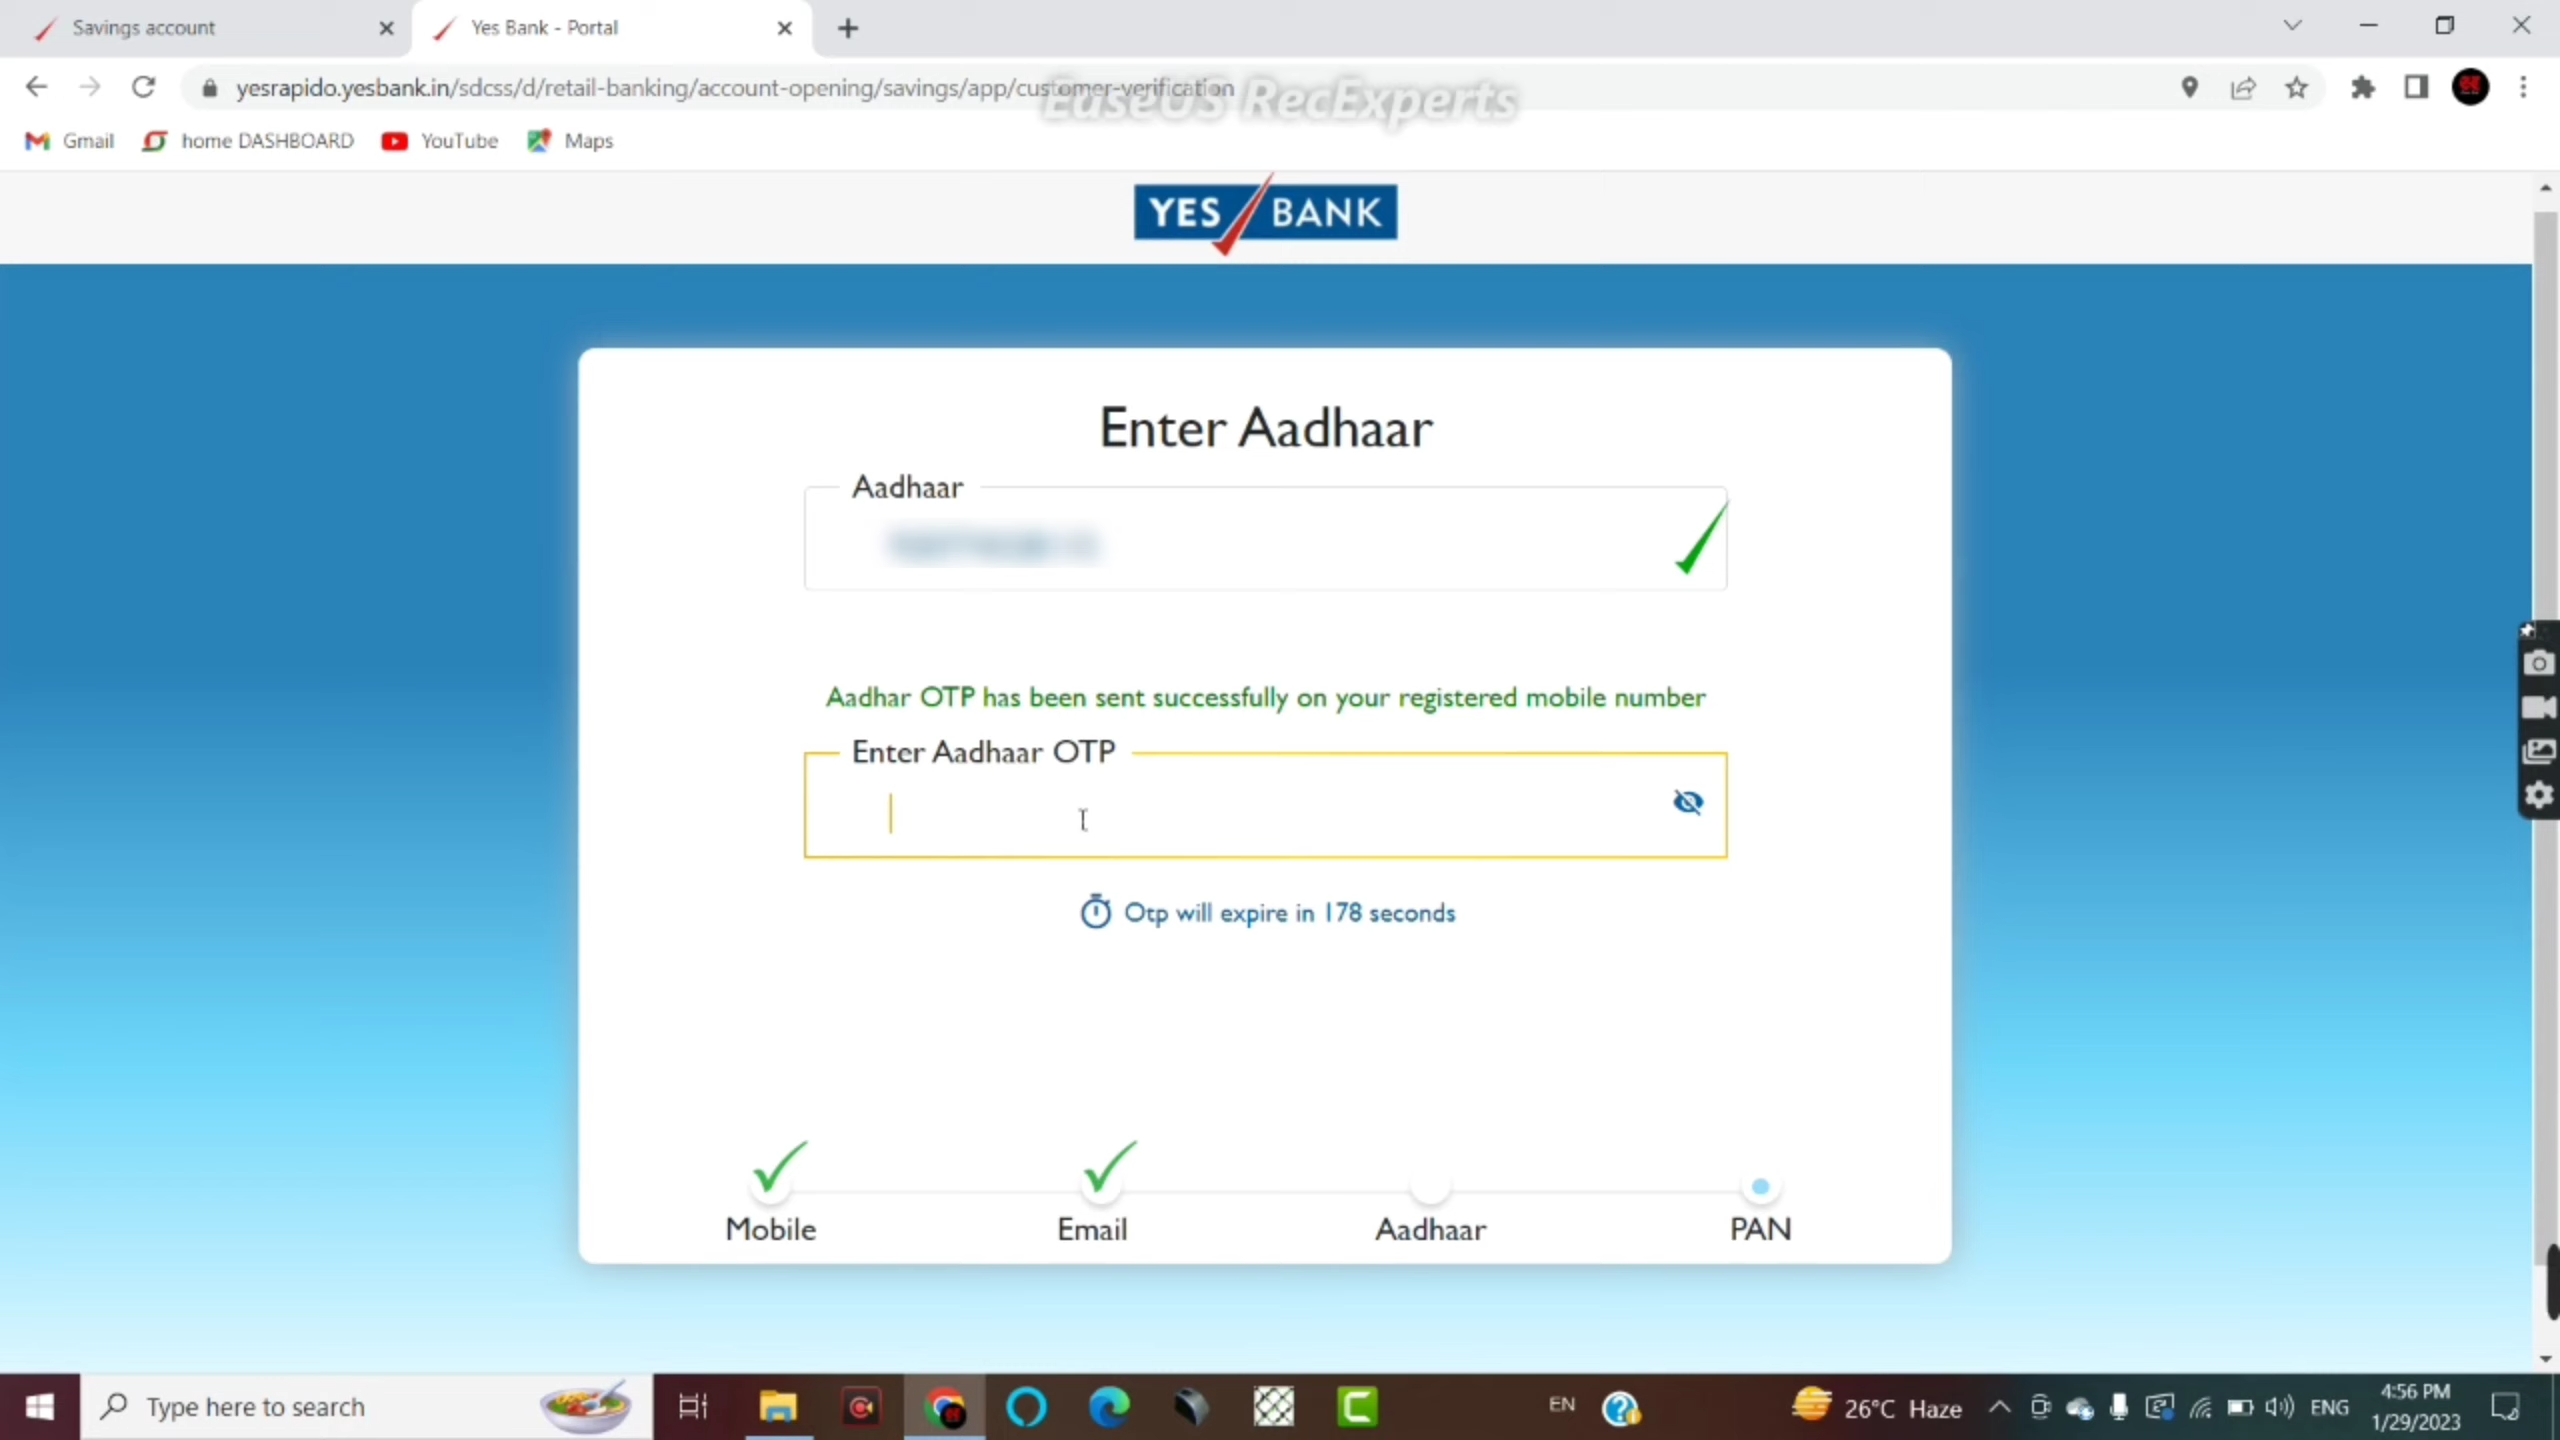 Savings account
Yes Bank - Portal
yesrapido.yesbank.in/sdcss/d/retail-banking/account-opening/savings/app/customer-verification
EaseUS RecExperts
Gmail
home DASHBOARD
YouTube
Maps
YES BANK
Enter Aadhaar
Aadhaar
Aadhar OTP has been sent successfully on your registered mobile number
Enter Aadhaar OTP
Otp will expire in 178 seconds
Mobile
Email
Aadhaar
PAN
Type here to search
EN
26°C Haze
ENG
4:56 PM
1/29/2023